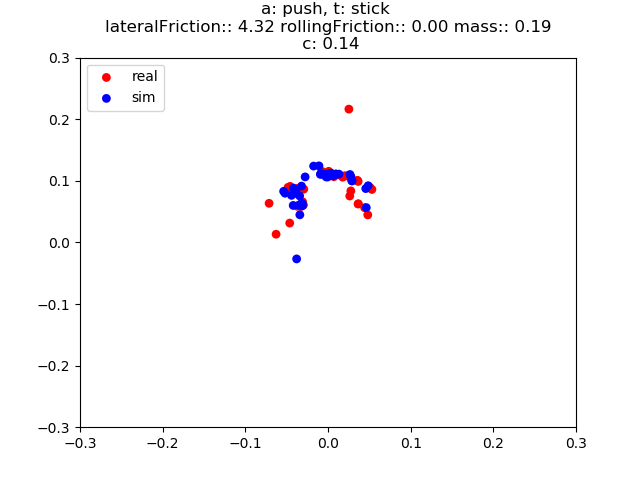 a: push, t: stick
lateralFriction:: 4.32 rollingFriction:: 0.00 mass:: 0.19
c: 0.14
real
sim
0.3
0.2
0.1
0.0
−0.1
−0.2
−0.3
−0.3 −0.2 −0.1 0.0 0.1 0.2 0.3